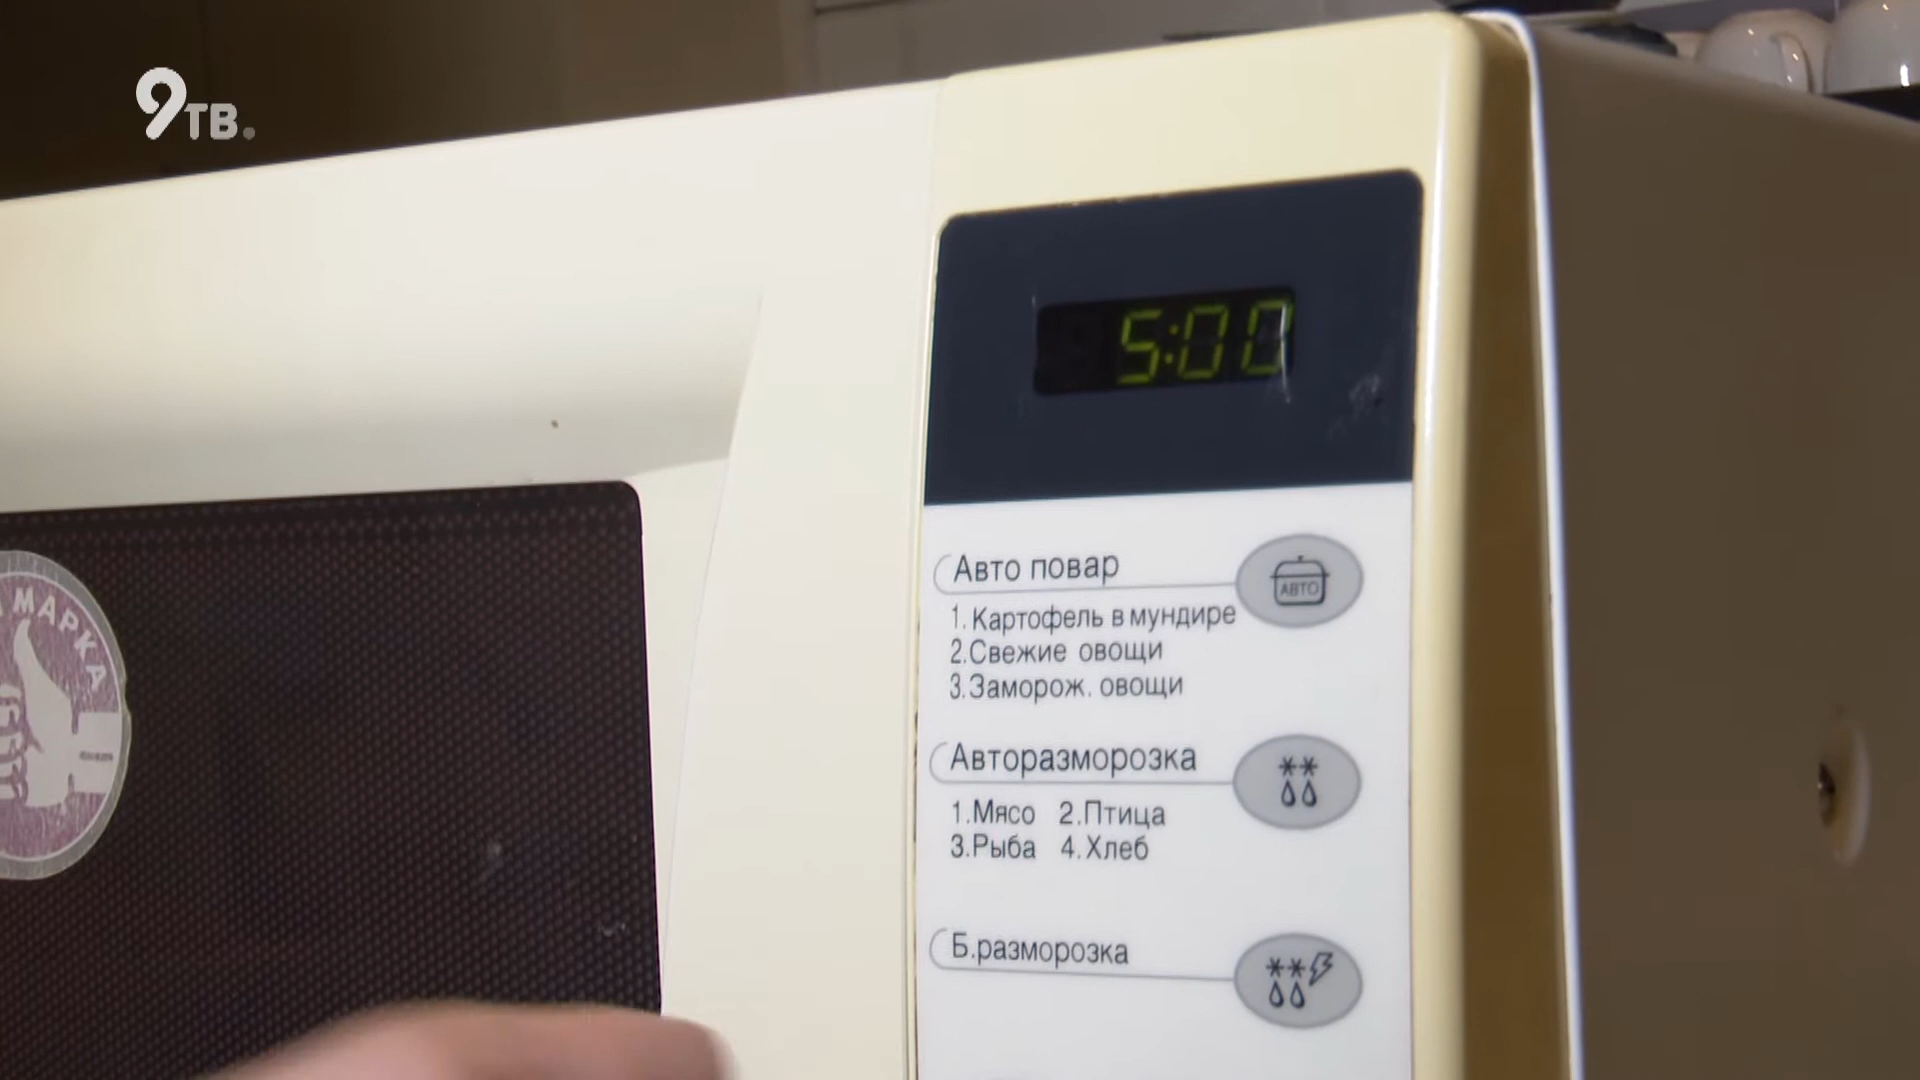 9ТВ.
5:00
Авто повар
АВТО
1.Картофель в мундире
2.Свежие овощи
3.Заморож. овощи
МАРКА
Авторазморозка
1.Мясо 2.Птица
3.Рыба 4.Хлеб
Б.разморозка